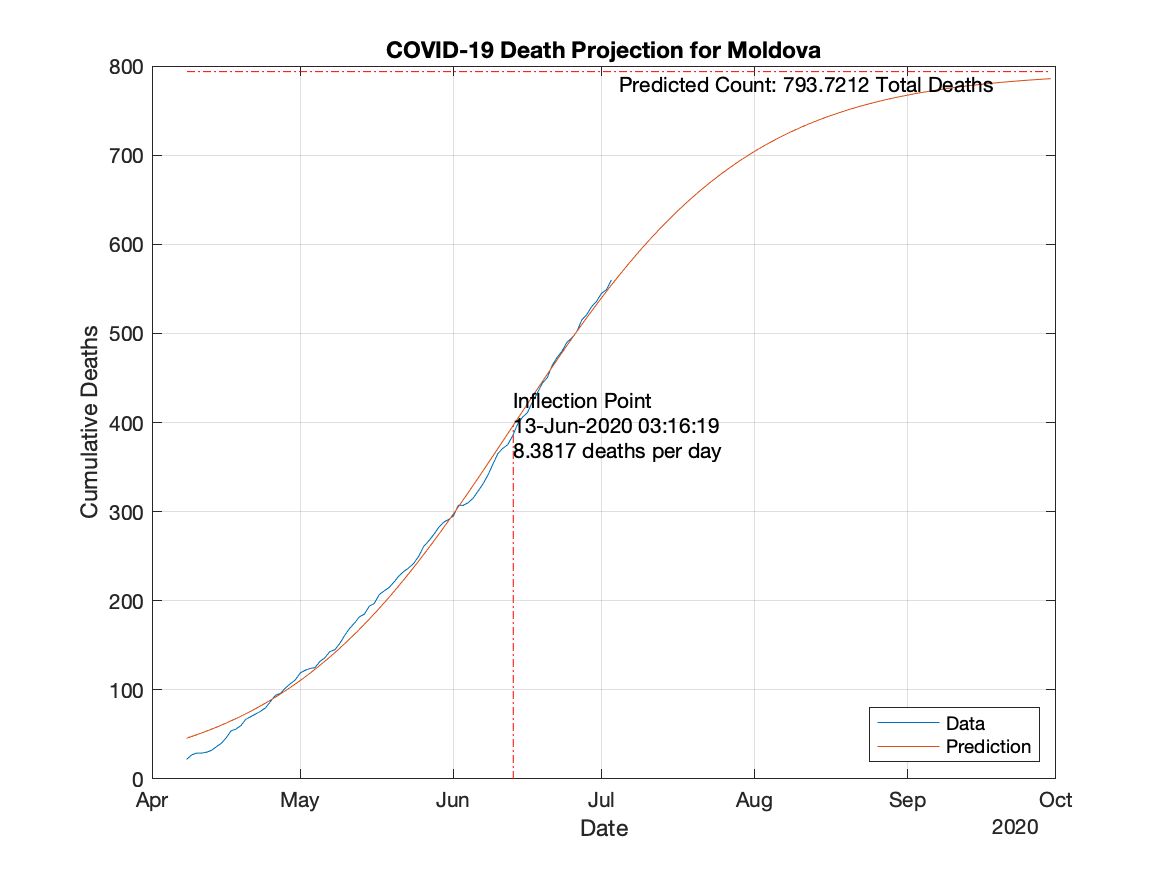 COVID-19 Death Projection for Moldova
800
Predicted Count: 793.7212 Total Deaths
700
600
500
Inflection Point
400
13-Jun-2020 03:16:19
8.3817 deaths per day
Cumulative Deaths
300
200
100
0
Data
Prediction
Apr May Jun Jul Aug Sep Oct
Date
2020